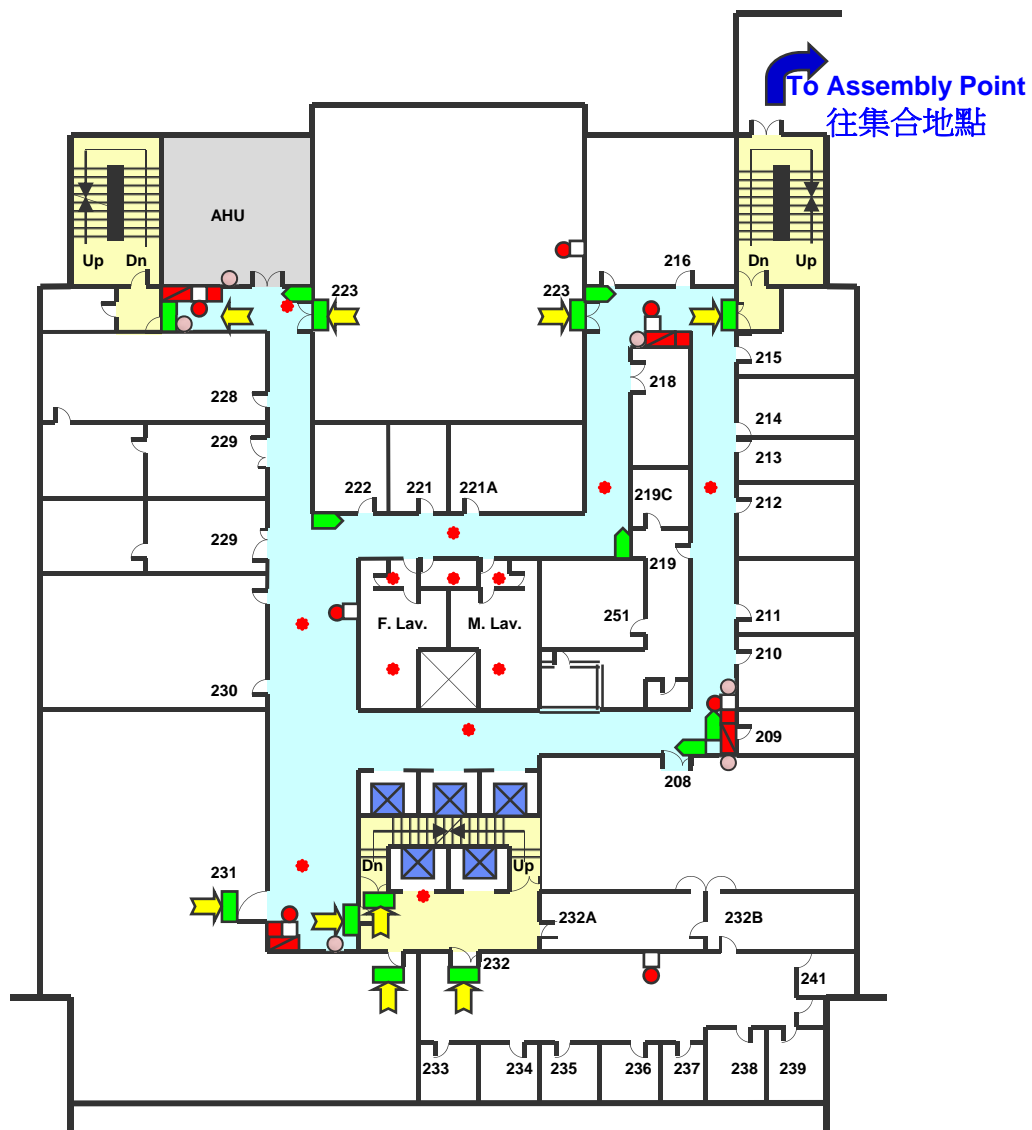 To Assembly Point
往集合地點
AHU
Up
Dn
Dn
Up
216
223
223
215
218
228
214
229
213
222
221
221A
219C
212
229
219
F. Lav.
M. Lav.
251
211
210
230
209
208
Dn
Up
231
232A
232B
232
241
233
234
235
236
237
238
239